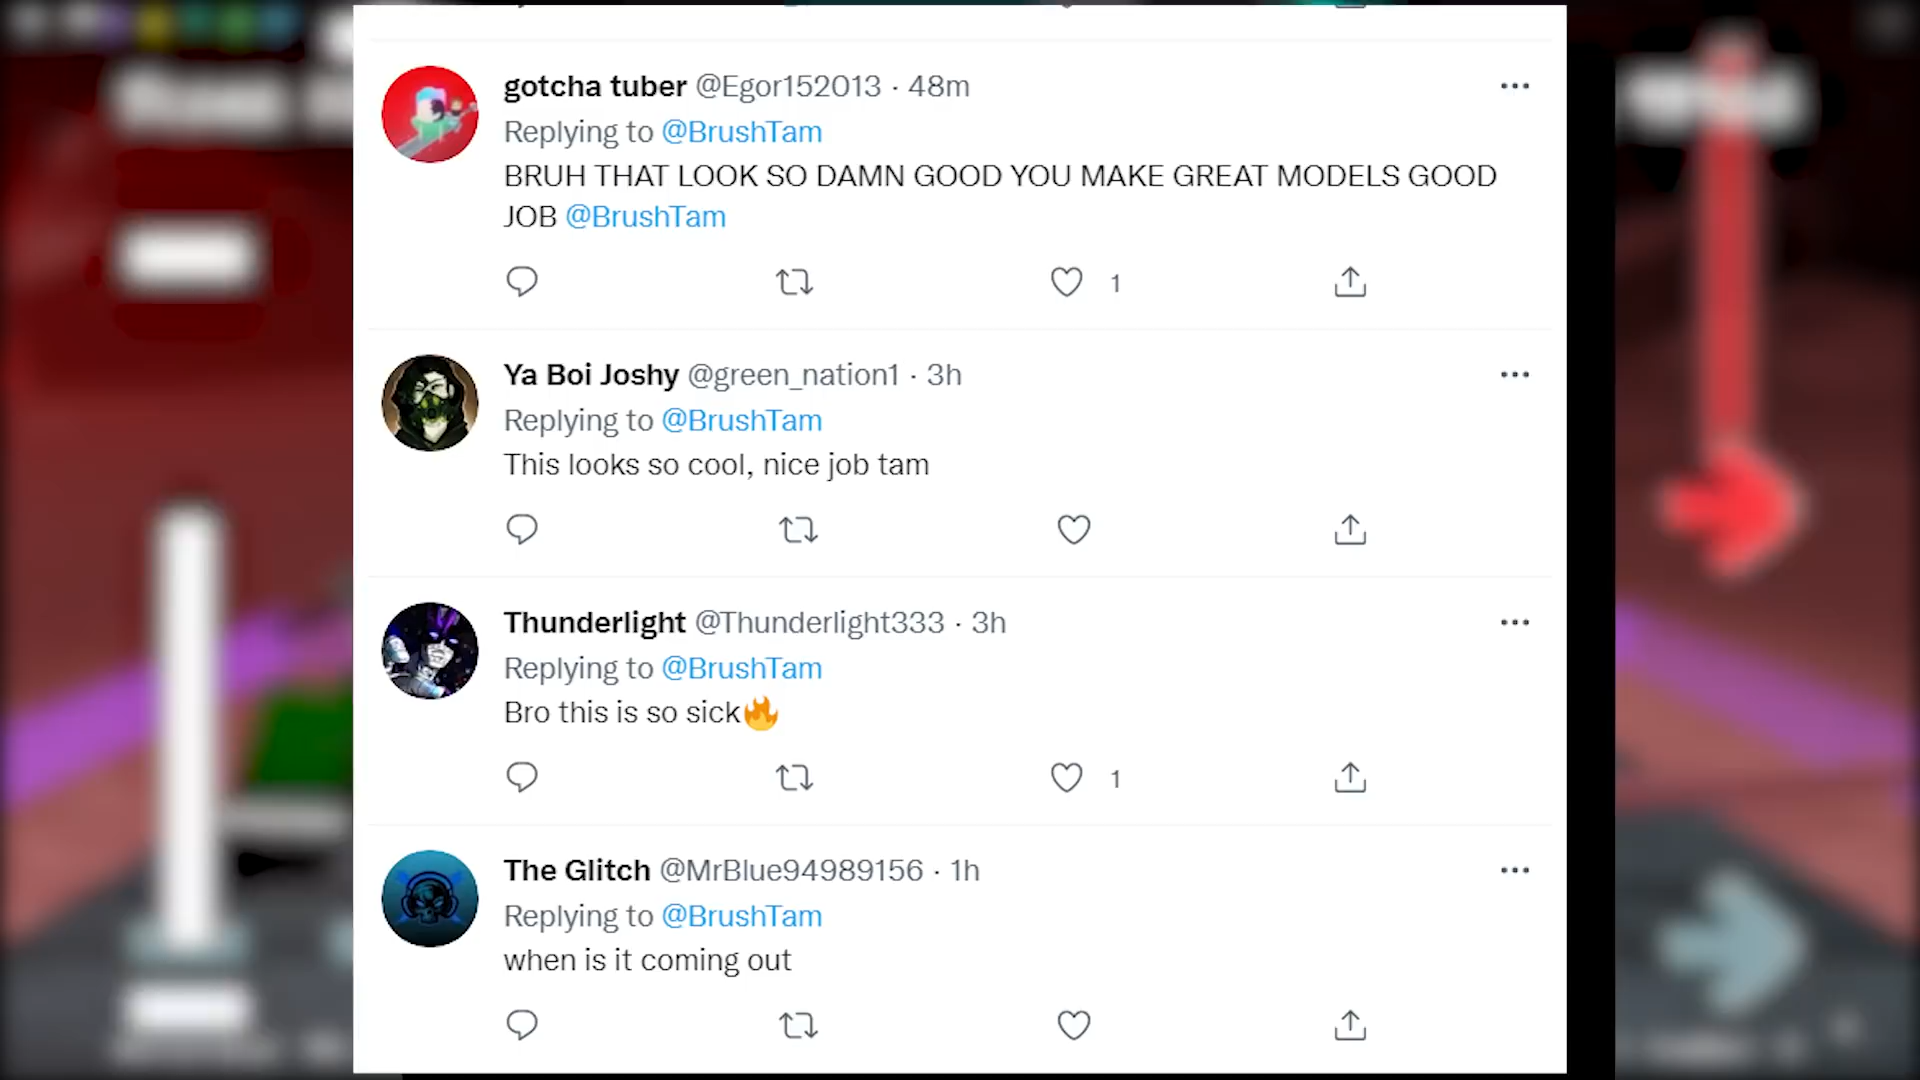 gotcha tuber @Egor152013 · 48m
Replying to @BrushTam
BRUH THAT LOOK SO DAMN GOOD YOU MAKE GREAT MODELS GOOD
JOB @BrushTam
1
Ya Boi Joshy @green_nation1 · 3h
Replying to @BrushTam
This looks so cool, nice job tam
Thunderlight @Thunderlight333 · 3h
Replying to @BrushTam
Bro this is so sick🔥
1
The Glitch @MrBlue94989156 · 1h
Replying to @BrushTam
when is it coming out